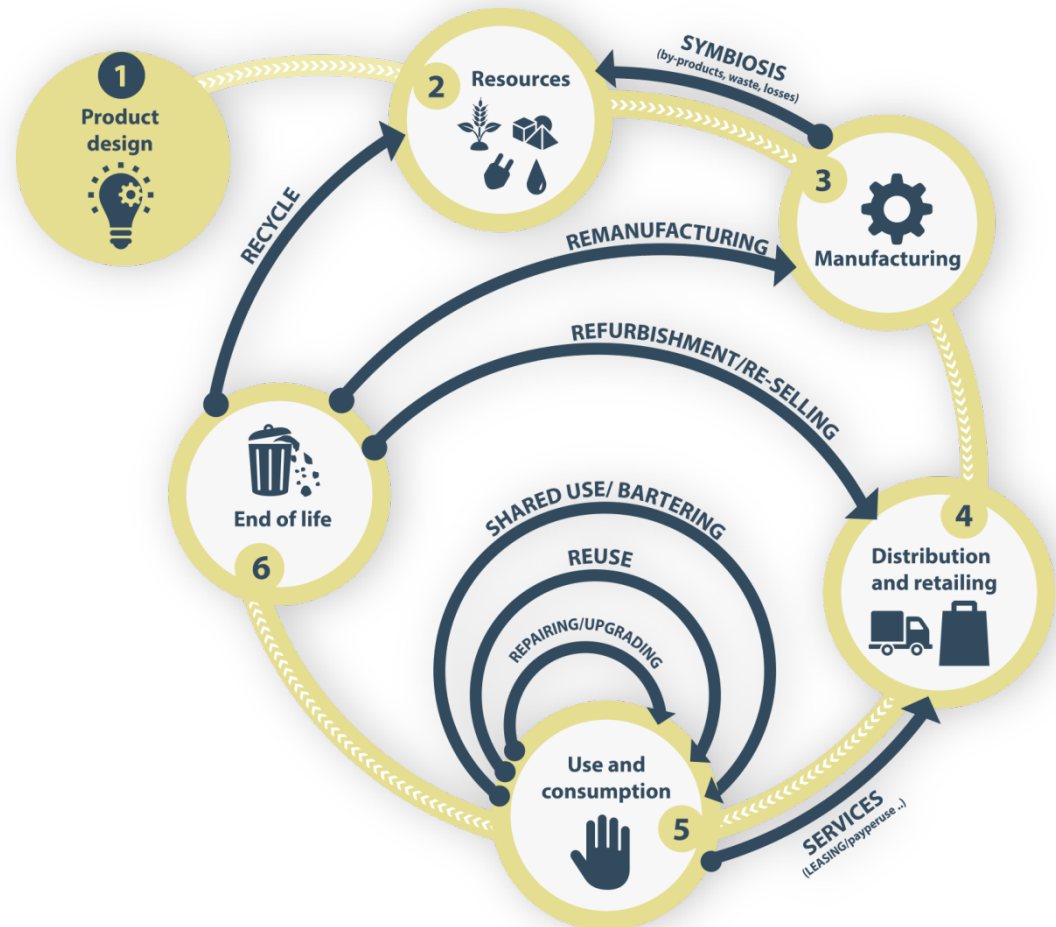 1
Product
design
2
Resources
SYMBIOSIS
(by-products, waste, losses)
3
Manufacturing
RECYCLE
REMANUFACTURING
REFURBISHMENT/RE-SELLING
4
Distribution
and retailing
End of life
6
SHARED USE/ BARTERING
REUSE
REPAIRING/UPGRADING
Use and
consumption
5
SERVICES
(LEASING/payperuse ..)